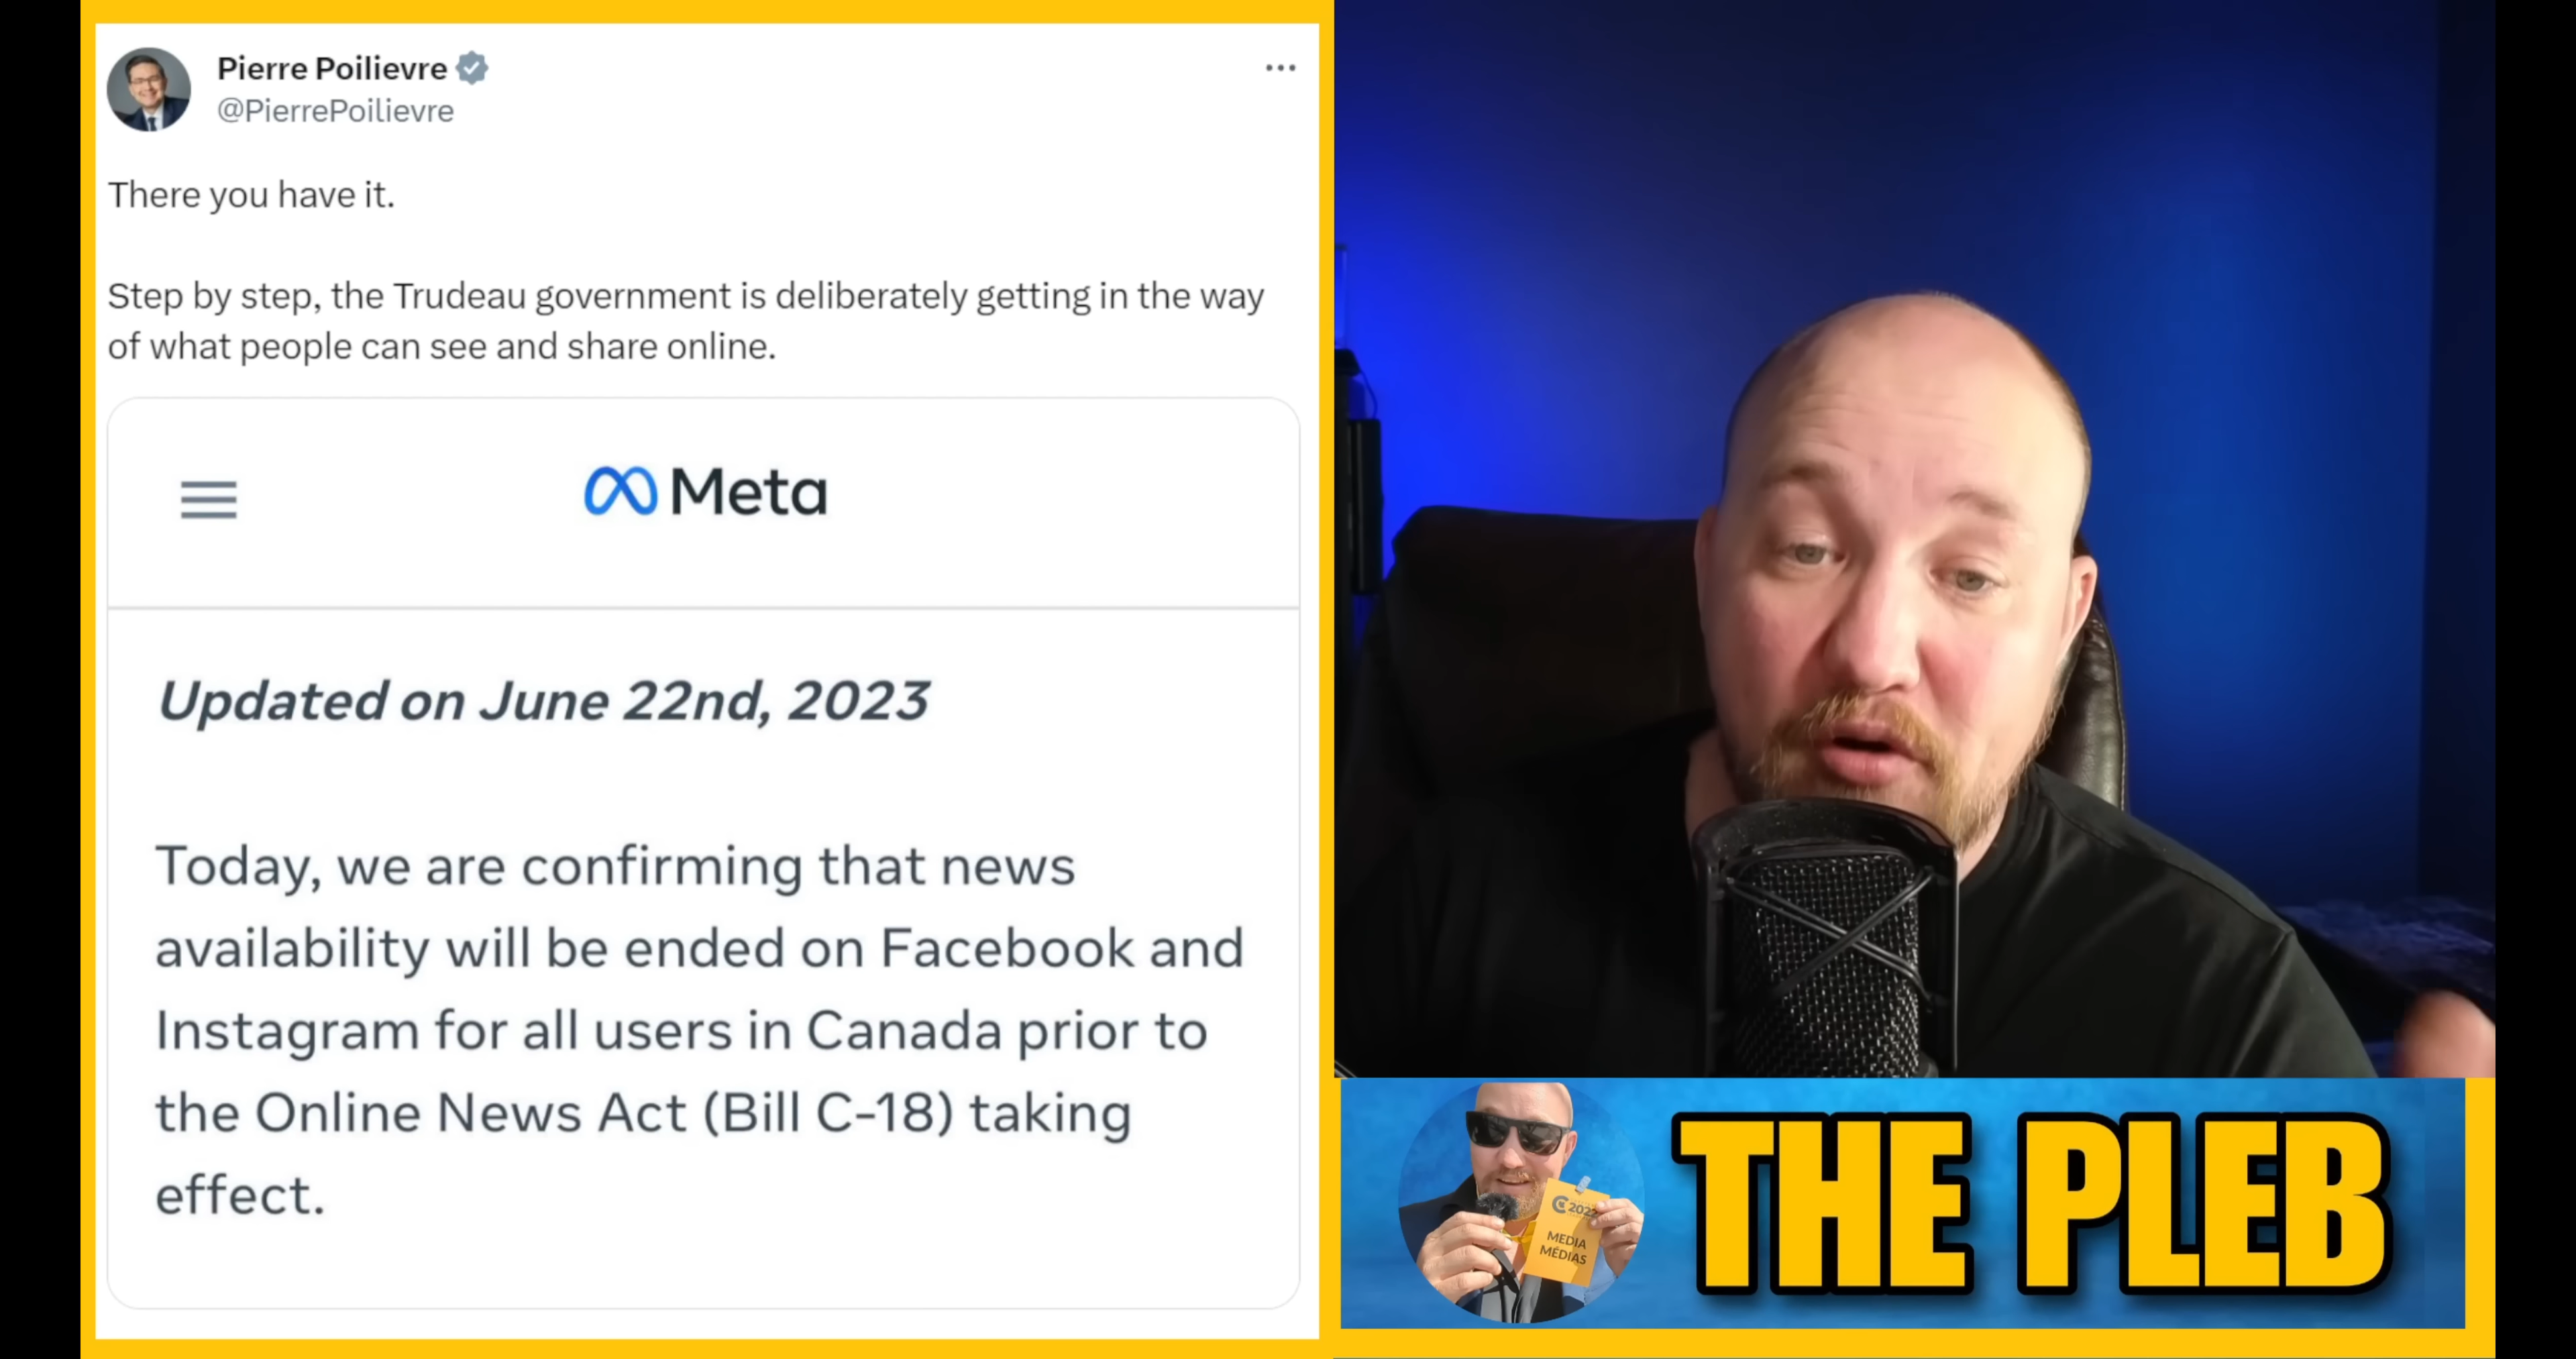 Pierre Poilievre
@PierrePoilievre
There you have it.
Step by step, the Trudeau government is deliberately getting in the way
of what people can see and share online.
Meta
Updated on June 22nd, 2023
Today, we are confirming that news
availability will be ended on Facebook and
Instagram for all users in Canada prior to
the Online News Act (Bill C-18) taking
effect.
2022
MEDIA
MÉDIAS
THE PLEB